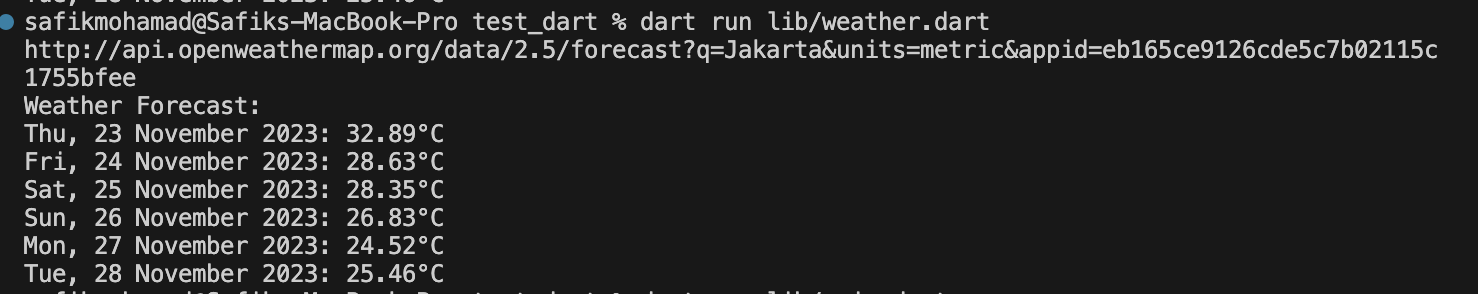 safikmohamad@Safiks-MacBook-Pro test_dart % dart run lib/weather.dart
http://api.openweathermap.org/data/2.5/forecast?q=Jakarta&units=metric&appid=eb165ce9126cde5c7b02115c
1755bfee
Weather Forecast:
Thu, 23 November 2023: 32.89°C
Fri, 24 November 2023: 28.63°C
Sat, 25 November 2023: 28.35°C
Sun, 26 November 2023: 26.83°C
Mon, 27 November 2023: 24.52°C
Tue, 28 November 2023: 25.46°C